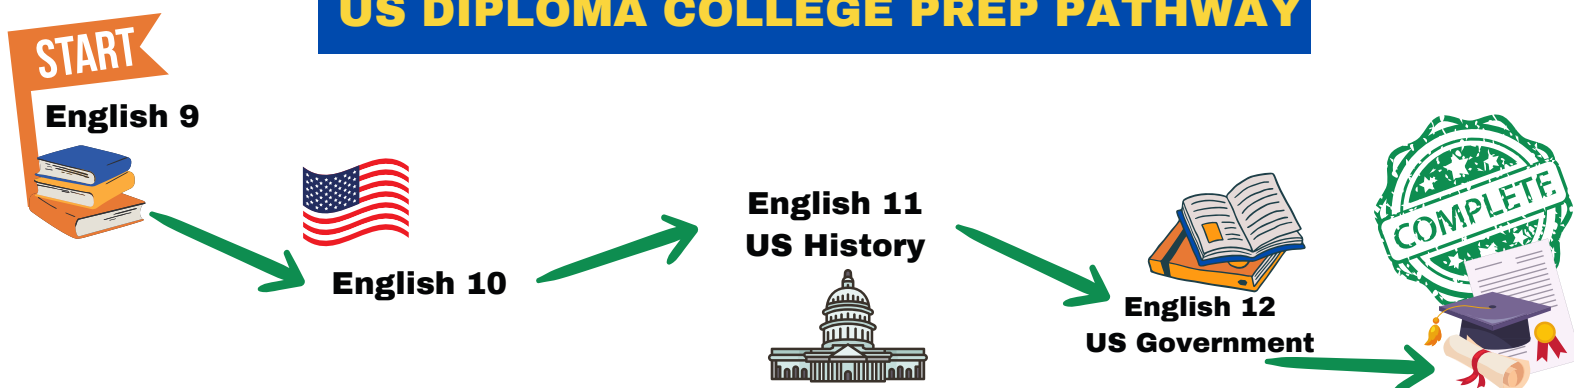 US DIPLOMA COLLEGE PREP PATHWAY
START
English 9
English 10
English 11
US History
English 12
US Government
COMPLETE